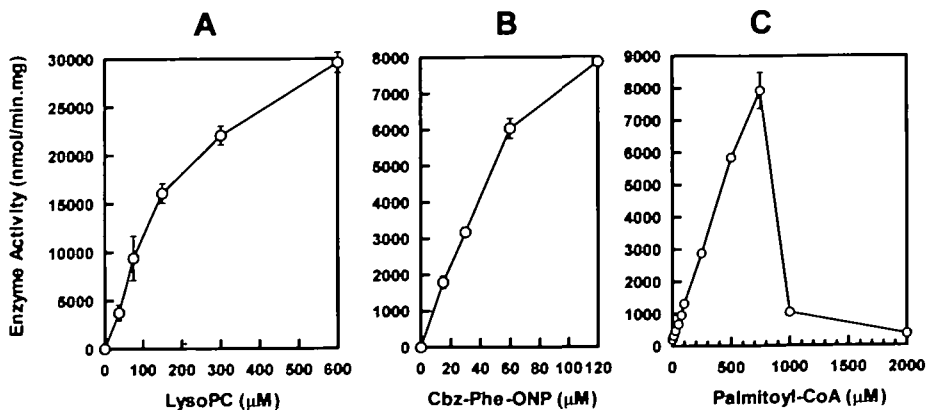 A
B
C
Enzyme Activity (nmol/min.mg)
30000
25000
20000
15000
10000
5000
0
0 100 200 300 400 500 600
LysoPC (μM)
8000
7000
6000
5000
4000
3000
2000
1000
0
0 20 40 60 80 100 120
Cbz-Phe-ONP (μM)
9000
8000
7000
6000
5000
4000
3000
2000
1000
0
0 500 1000 1500 2000
Palmitoyl-CoA (μM)